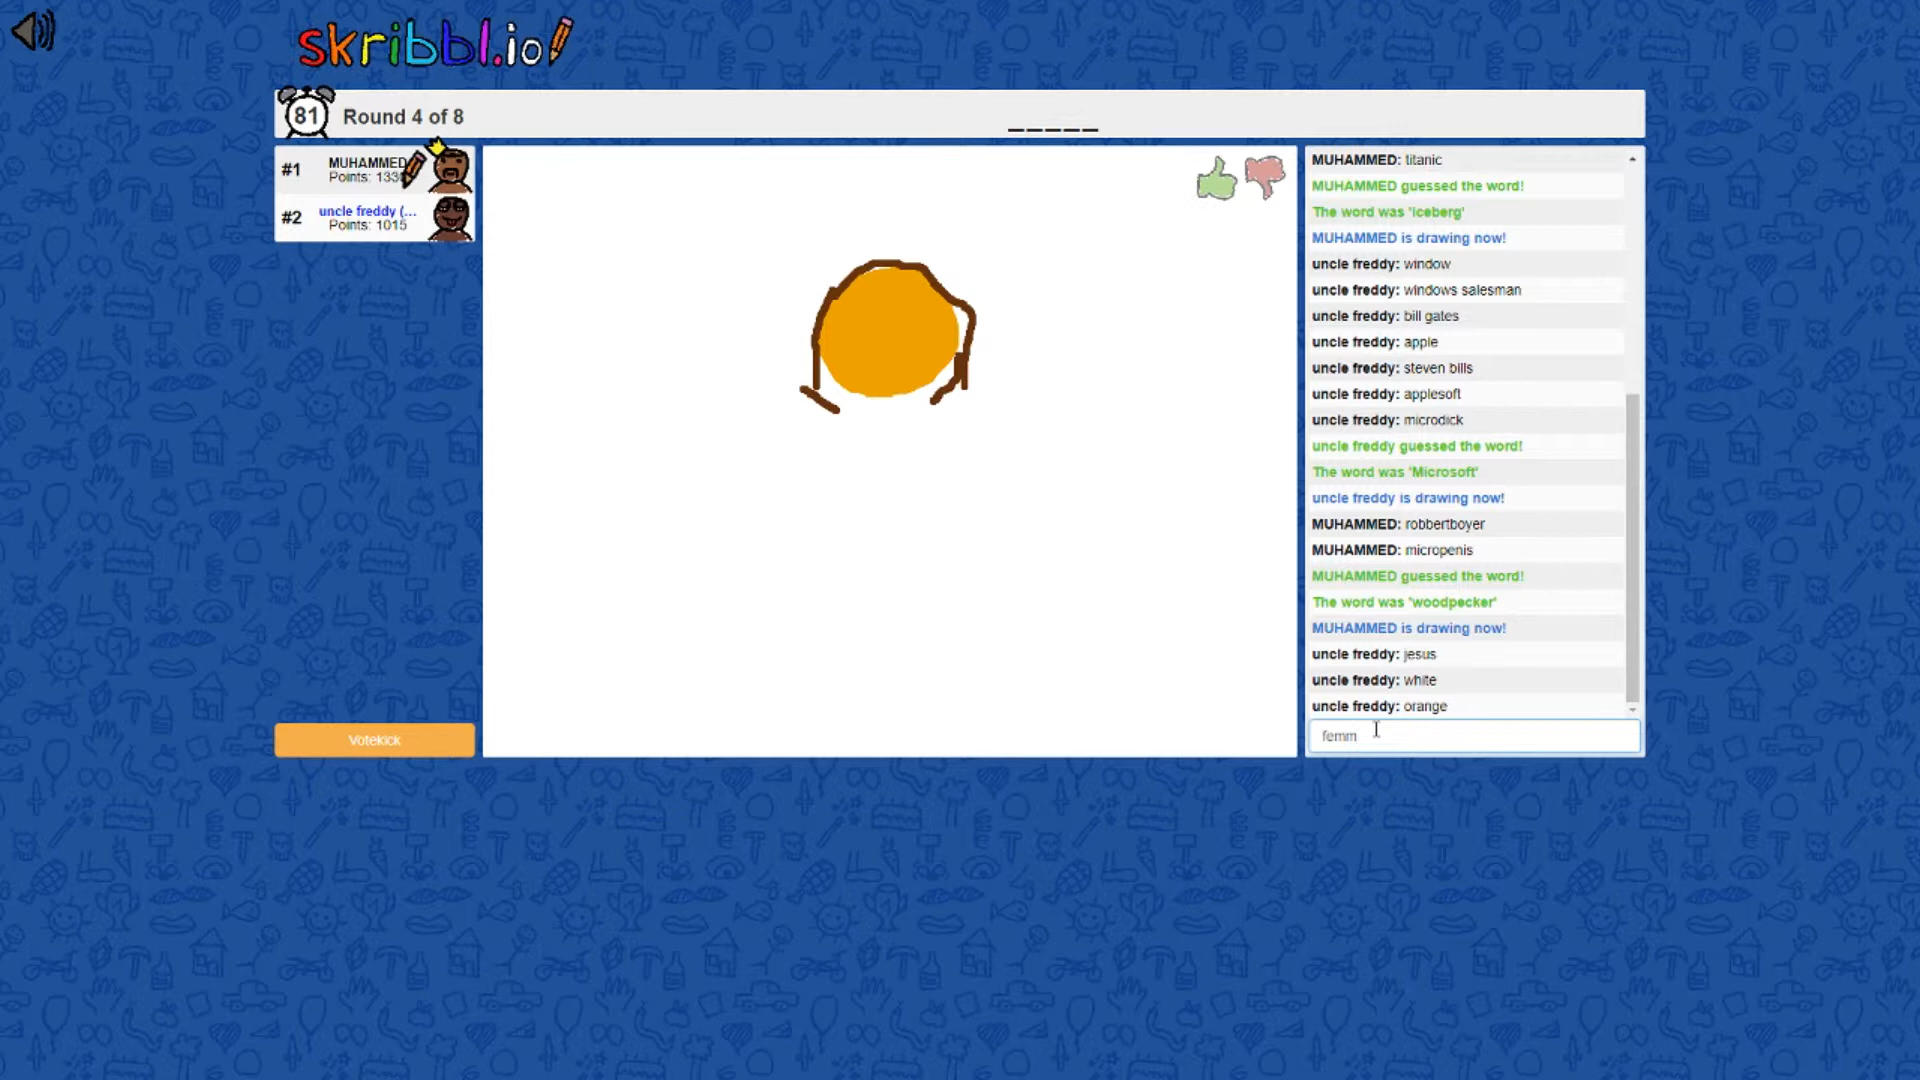 skribbl.io
81
Round 4 of 8
_____
#1
MUHAMMED
Points: 133
#2
uncle freddy (...
Points: 1015
Votekick
MUHAMMED: titanic
MUHAMMED guessed the word!
The word was 'iceberg'
MUHAMMED is drawing now!
uncle freddy: window
uncle freddy: windows salesman
uncle freddy: bill gates
uncle freddy: apple
uncle freddy: steven bills
uncle freddy: applesoft
uncle freddy: microdick
uncle freddy guessed the word!
The word was 'Microsoft'
uncle freddy is drawing now!
MUHAMMED: robbertboyer
MUHAMMED: micropenis
MUHAMMED guessed the word!
The word was 'woodpecker'
MUHAMMED is drawing now!
uncle freddy: jesus
uncle freddy: white
uncle freddy: orange
femm